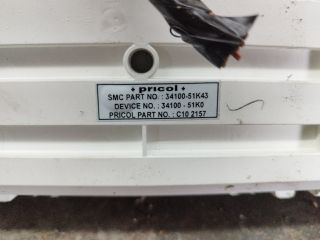 pricol
SMC PART NO. : 34100-51K43
DEVICE NO. : 34100 - 51K0
PRICOL PART NO. : C10 2157